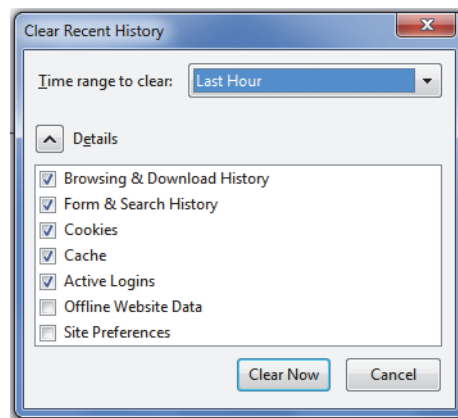 Clear Recent History
Time range to clear: Last Hour
Details
Browsing & Download History
Form & Search History
Cookies
Cache
Active Logins
Offline Website Data
Site Preferences
Clear Now Cancel